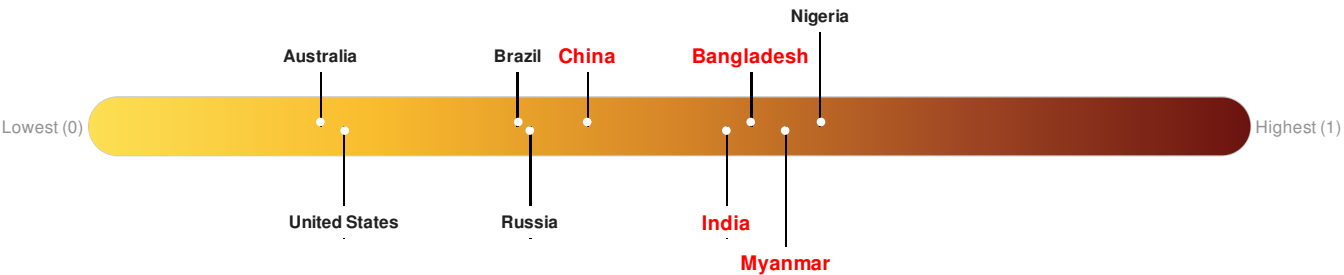 Nigeria
Australia
Brazil
China
Bangladesh
Lowest (0)
Highest (1)
United States
Russia
India
Myanmar